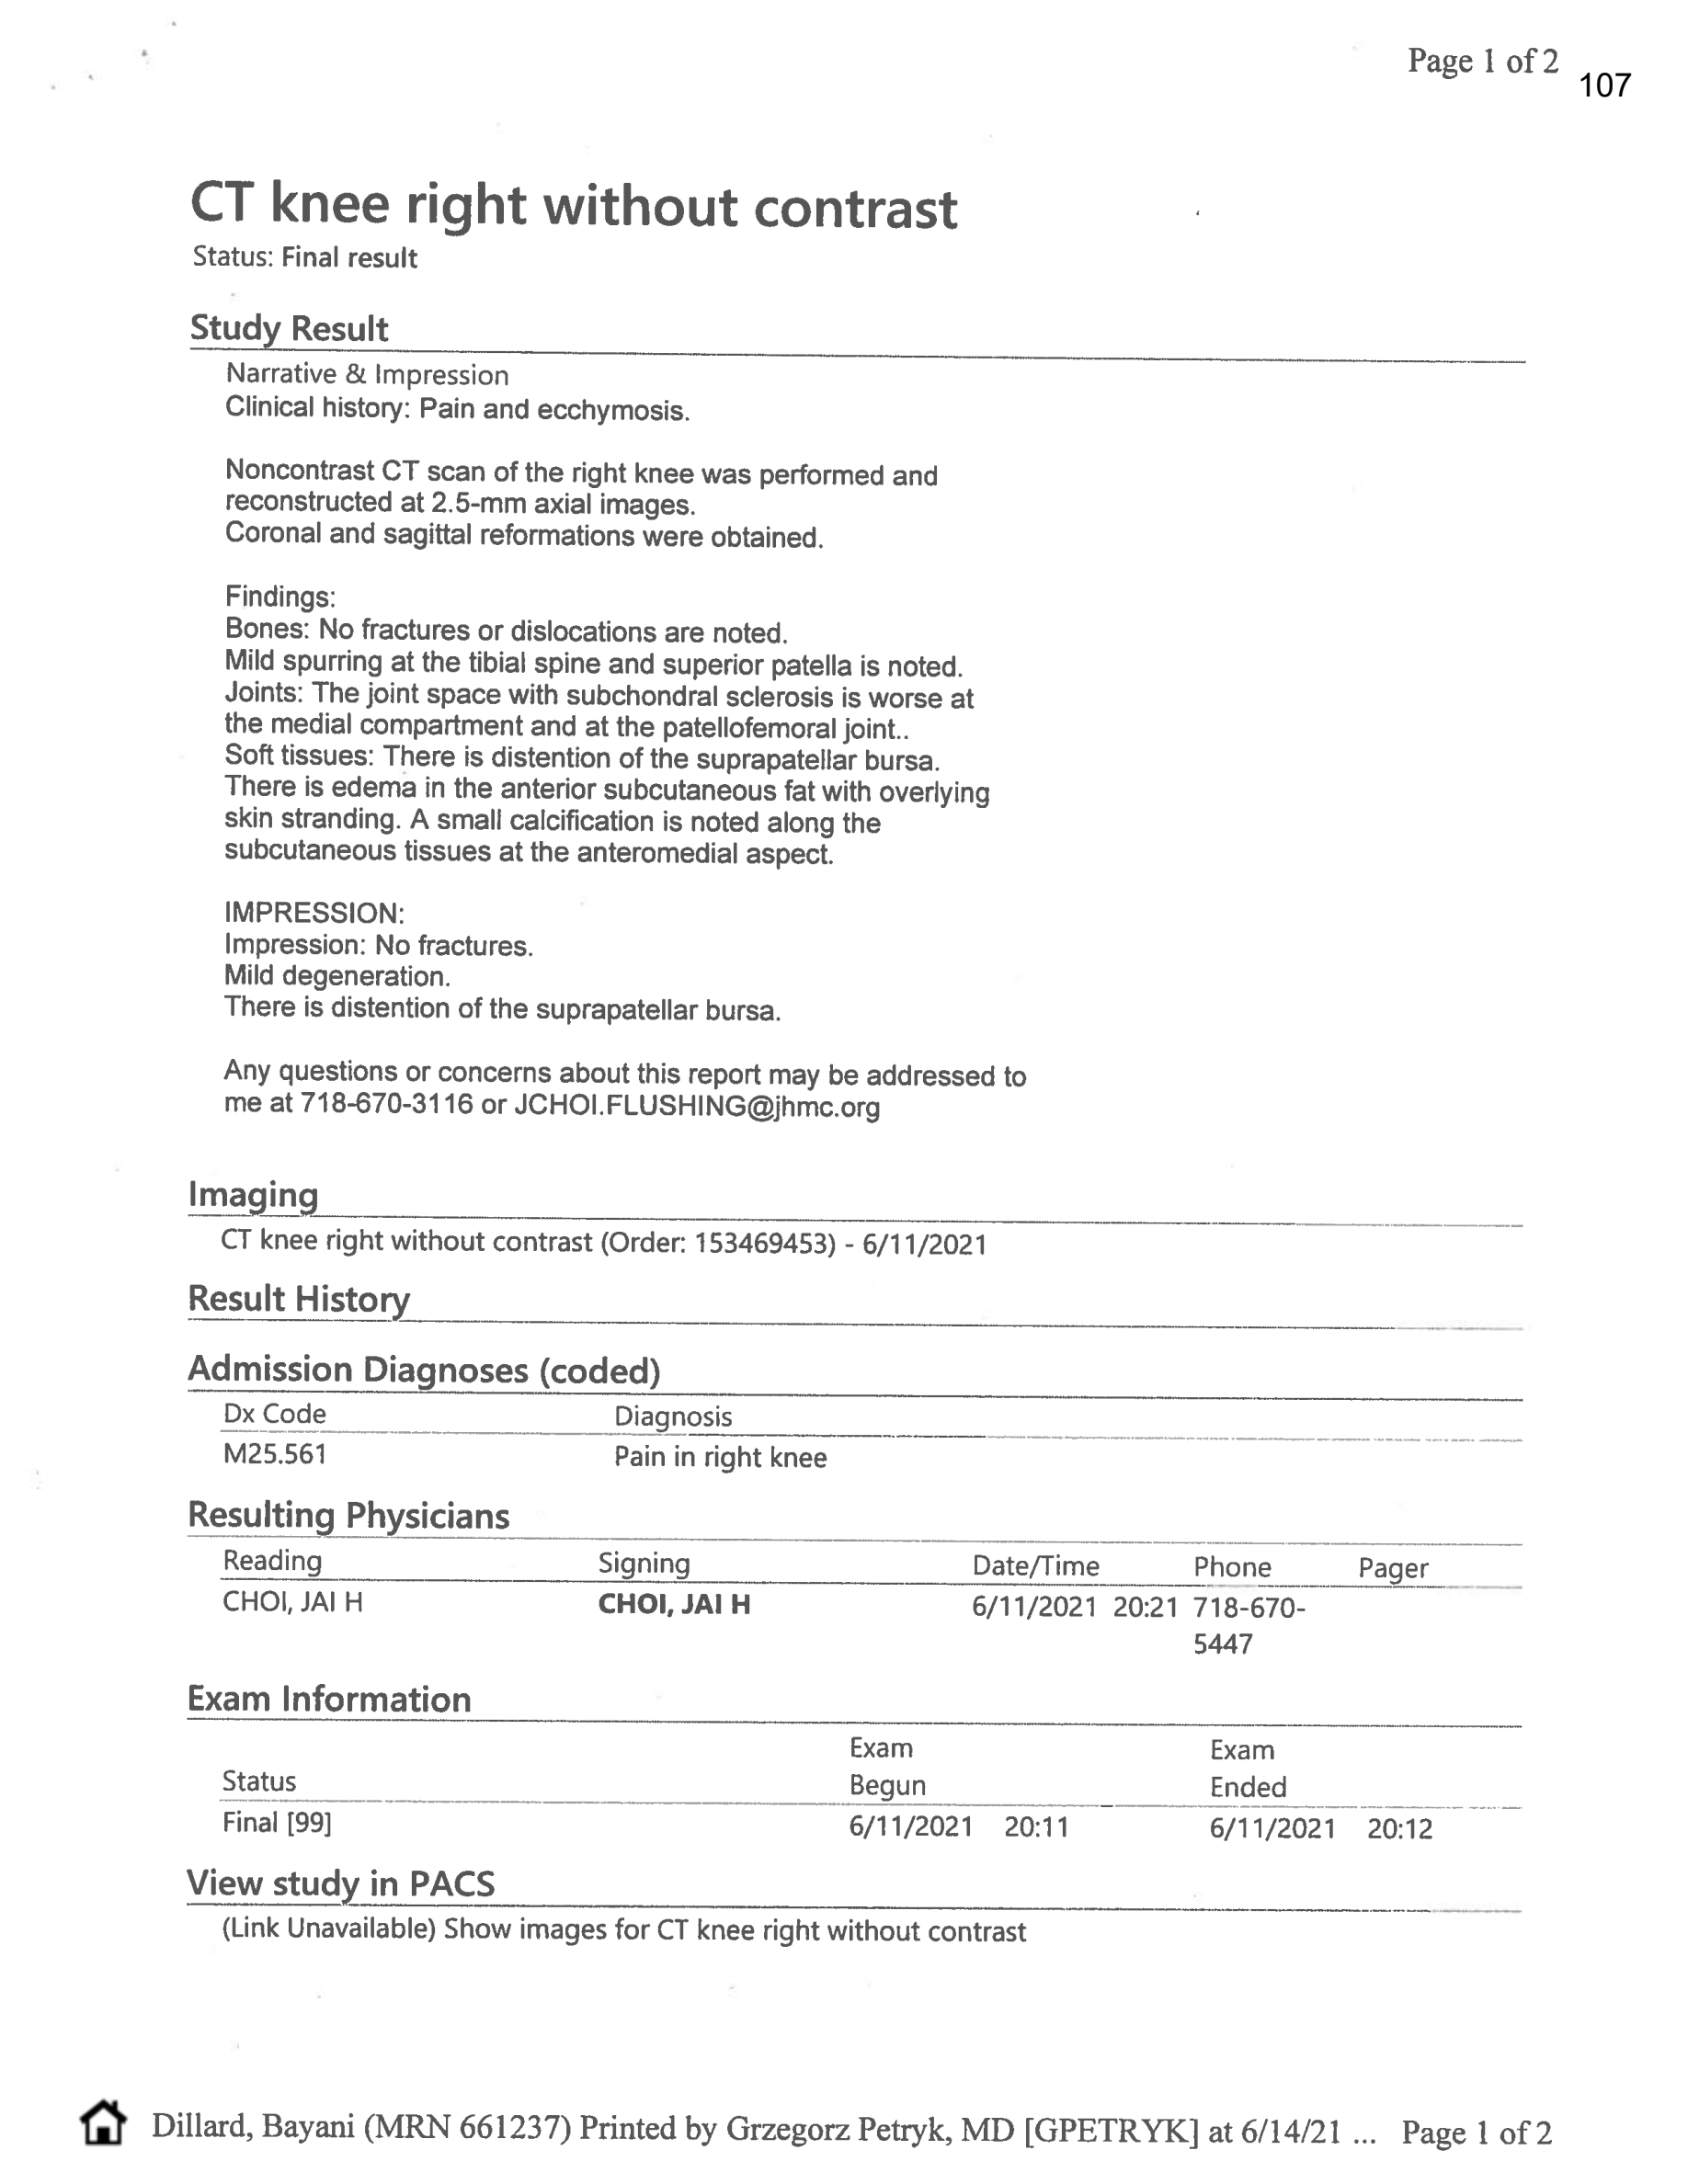 Page 1 of 2
107
CT knee right without contrast
Status: Final result
Study Result
Narrative & Impression
Clinical history: Pain and ecchymosis.
Noncontrast CT scan of the right knee was performed and
reconstructed at 2.5-mm axial images.
Coronal and sagittal reformations were obtained.
Findings:
Bones: No fractures or dislocations are noted.
Mild spurring at the tibial spine and superior patella is noted.
Joints: The joint space with subchondral sclerosis is worse at
the medial compartment and at the patellofemoral joint..
Soft tissues: There is distention of the suprapatellar bursa.
There is edema in the anterior subcutaneous fat with overlying
skin stranding. A small calcification is noted along the
subcutaneous tissues at the anteromedial aspect.
IMPRESSION:
Impression: No fractures.
Mild degeneration.
There is distention of the suprapatellar bursa.
Any questions or concerns about this report may be addressed to
me at 718-670-3116 or JCHOI.FLUSHING@jhmc.org
Imaging
CT knee right without contrast (Order: 153469453) - 6/11/2021
Result History
Admission Diagnoses (coded)
Dx Code Diagnosis
M25.561 Pain in right knee
Resulting Physicians
Reading Signing Date/Time Phone Pager
CHOI, JAI H CHOI, JAI H 6/11/2021 20:21 718-670-
5447
Exam Information
Exam Exam
Status Begun Ended
Final [99] 6/11/2021 20:11 6/11/2021 20:12
View study in PACS
(Link Unavailable) Show images for CT knee right without contrast
Dillard, Bayani (MRN 661237) Printed by Grzegorz Petryk, MD [GPETRYK] at 6/14/21 ... Page 1 of 2